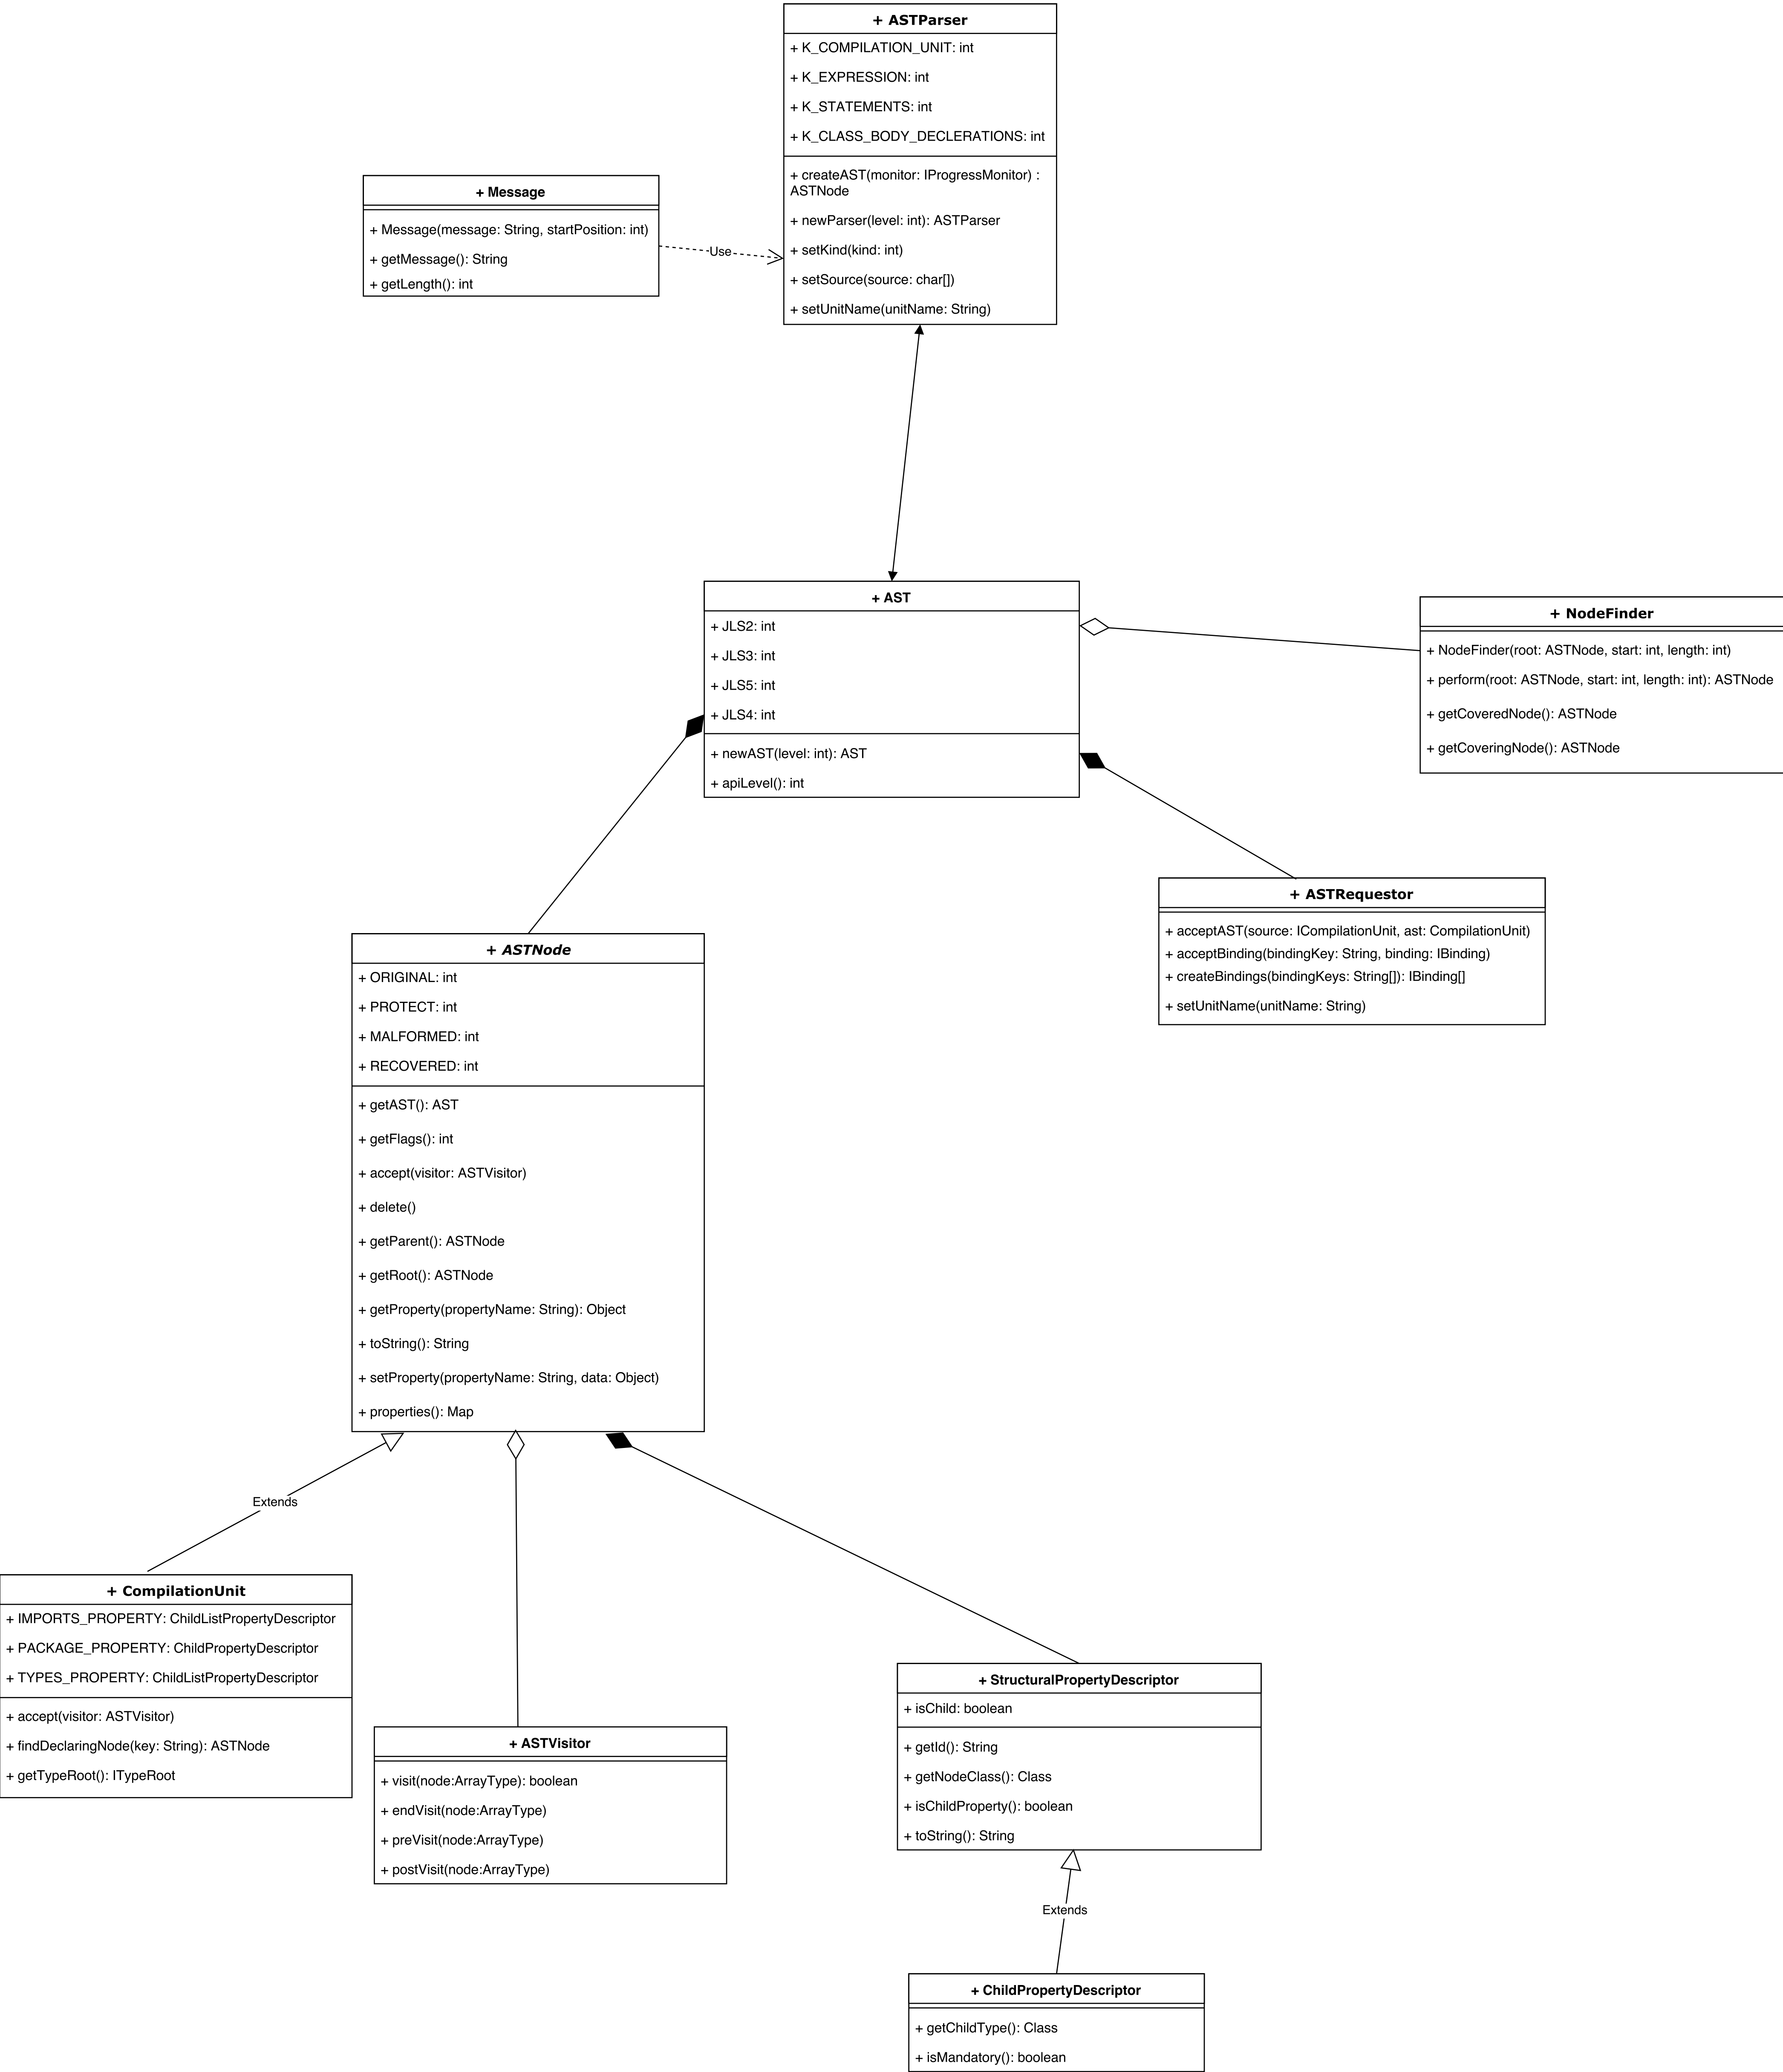 + ASTParser
+ K_COMPILATION_UNIT: int
+ K_EXPRESSION: int
+ K_STATEMENTS: int
+ K_CLASS_BODY_DECLERATIONS: int
+ createAST(monitor: IProgressMonitor) :
ASTNode
+ newParser(level: int): ASTParser
+ setKind(kind: int)
+ setSource(source: char[])
+ setUnitName(unitName: String)
+ Message
+ Message(message: String, startPosition: int)
+ getMessage(): String
+ getLength(): int
Use
+ AST
+ JLS2: int
+ JLS3: int
+ JLS5: int
+ JLS4: int
+ newAST(level: int): AST
+ apiLevel(): int
+ NodeFinder
+ NodeFinder(root: ASTNode, start: int, length: int)
+ perform(root: ASTNode, start: int, length: int): ASTNode
+ getCoveredNode(): ASTNode
+ getCoveringNode(): ASTNode
+ ASTRequestor
+ acceptAST(source: ICompilationUnit, ast: CompilationUnit)
+ acceptBinding(bindingKey: String, binding: IBinding)
+ createBindings(bindingKeys: String[]): IBinding[]
+ setUnitName(unitName: String)
+ ASTNode
+ ORIGINAL: int
+ PROTECT: int
+ MALFORMED: int
+ RECOVERED: int
+ getAST(): AST
+ getFlags(): int
+ accept(visitor: ASTVisitor)
+ delete()
+ getParent(): ASTNode
+ getRoot(): ASTNode
+ getProperty(propertyName: String): Object
+ toString(): String
+ setProperty(propertyName: String, data: Object)
+ properties(): Map
Extends
+ CompilationUnit
+ IMPORTS_PROPERTY: ChildListPropertyDescriptor
+ PACKAGE_PROPERTY: ChildPropertyDescriptor
+ TYPES_PROPERTY: ChildListPropertyDescriptor
+ accept(visitor: ASTVisitor)
+ findDeclaringNode(key: String): ASTNode
+ getTypeRoot(): ITypeRoot
+ ASTVisitor
+ visit(node:ArrayType): boolean
+ endVisit(node:ArrayType)
+ preVisit(node:ArrayType)
+ postVisit(node:ArrayType)
+ StructuralPropertyDescriptor
+ isChild: boolean
+ getId(): String
+ getNodeClass(): Class
+ isChildProperty(): boolean
+ toString(): String
Extends
+ ChildPropertyDescriptor
+ getChildType(): Class
+ isMandatory(): boolean